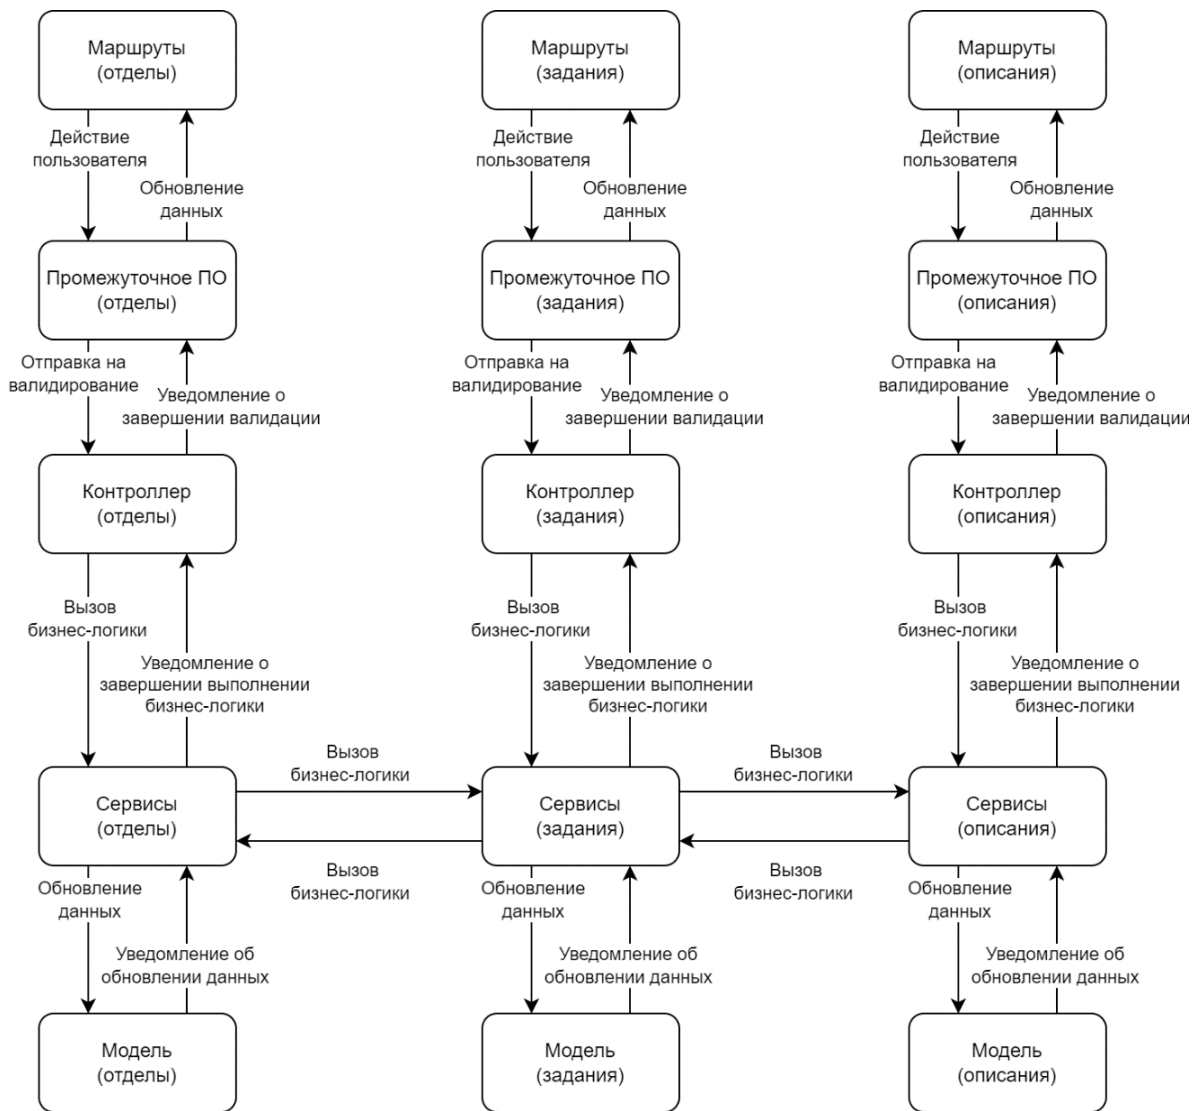 Маршруты
(отделы)
Маршруты
(задания)
Маршруты
(описания)
Действие
пользователя
Обновление
данных
Действие
пользователя
Обновление
данных
Действие
пользователя
Обновление
данных
Промежуточное ПО
(отделы)
Промежуточное ПО
(задания)
Промежуточное ПО
(описания)
Отправка на
валидирование
Уведомление о
завершении валидации
Отправка на
валидирование
Уведомление о
завершении валидации
Отправка на
валидирование
Уведомление о
завершении валидации
Контроллер
(отделы)
Контроллер
(задания)
Контроллер
(описания)
Вызов
бизнес-логики
Уведомление о
завершении выполнении
бизнес-логики
Вызов
бизнес-логики
Уведомление о
завершении выполнении
бизнес-логики
Вызов
бизнес-логики
Уведомление о
завершении выполнении
бизнес-логики
Вызов
бизнес-логики
Вызов
бизнес-логики
Сервисы
(отделы)
Сервисы
(задания)
Сервисы
(описания)
Вызов
бизнес-логики
Вызов
бизнес-логики
Обновление
данных
Уведомление об
обновлении данных
Обновление
данных
Уведомление об
обновлении данных
Обновление
данных
Уведомление об
обновлении данных
Модель
(отделы)
Модель
(задания)
Модель
(описания)